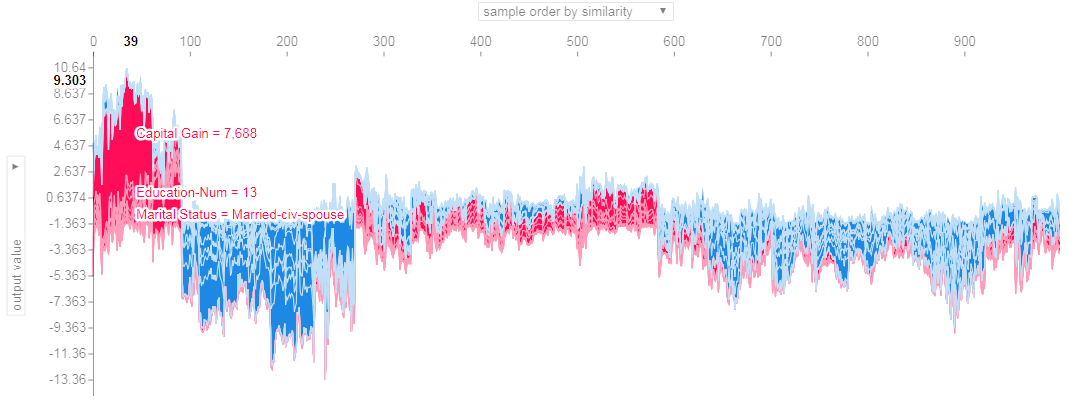 sample order by similarity ▼
0 39 100 200 300 400 500 600 700 800 900
10.64
9.303
8.637
6.637
Capital Gain = 7,688
4.637
2.637
Education-Num = 13
0.6374
Marital Status = Married-civ-spouse
-1.363
-3.363
-5.363
-7.363
-9.363
-11.36
-13.36
output value